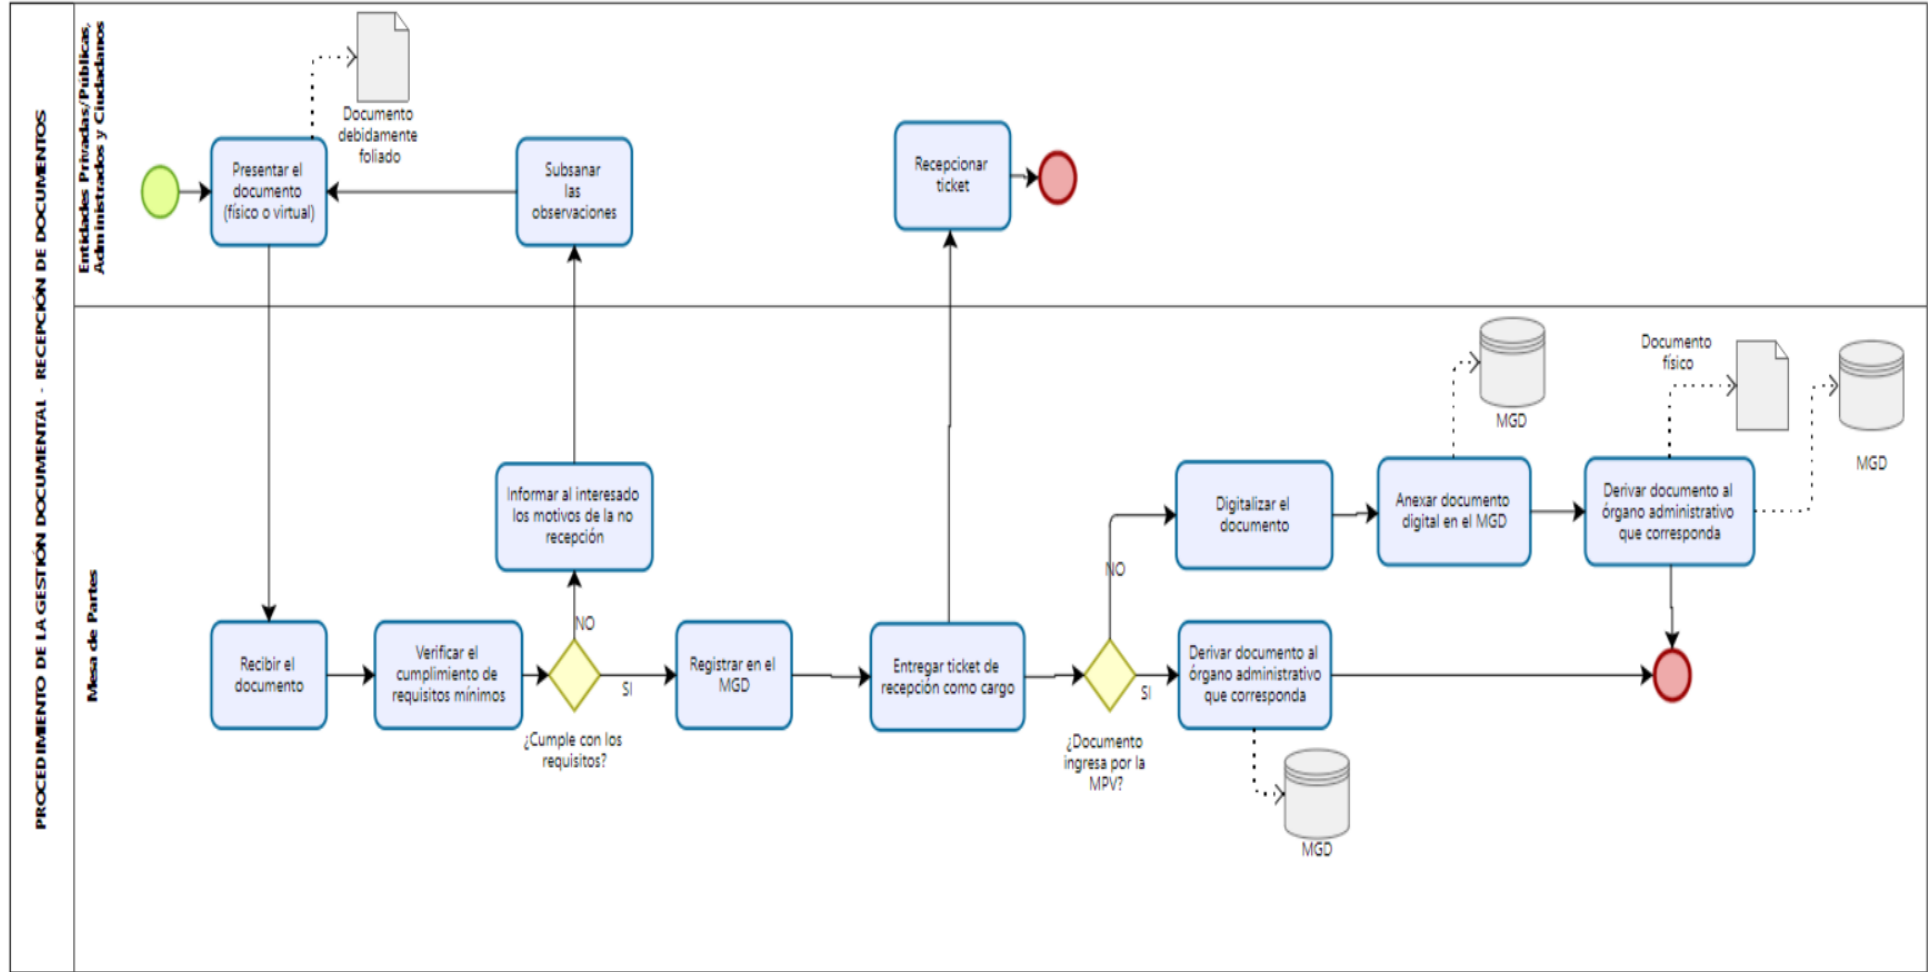 PROCEDIMIENTO DE LA GESTIÓN DOCUMENTAL - RECEPCIÓN DE DOCUMENTOS
Entidades Privadas/Públicas,
Administrados y Ciudadanos
Documento
debidamente
foliado
Presentar el
documento
(físico o virtual)
Subsanar
las
observaciones
Recepcionar
ticket
Mesa de Partes
Documento
físico
MGD
MGD
Informar al interesado
los motivos de la no
recepción
Digitalizar el
documento
Anexar documento
digital en el MGD
Derivar documento al
órgano administrativo
que corresponda
NO
NO
Recibir el
documento
Verificar el
cumplimiento de
requisitos mínimos
SI
Registrar en el
MGD
Entregar ticket de
recepción como cargo
SI
Derivar documento al
órgano administrativo
que corresponda
¿Cumple con los
requisitos?
¿Documento
ingresa por la
MPV?
MGD